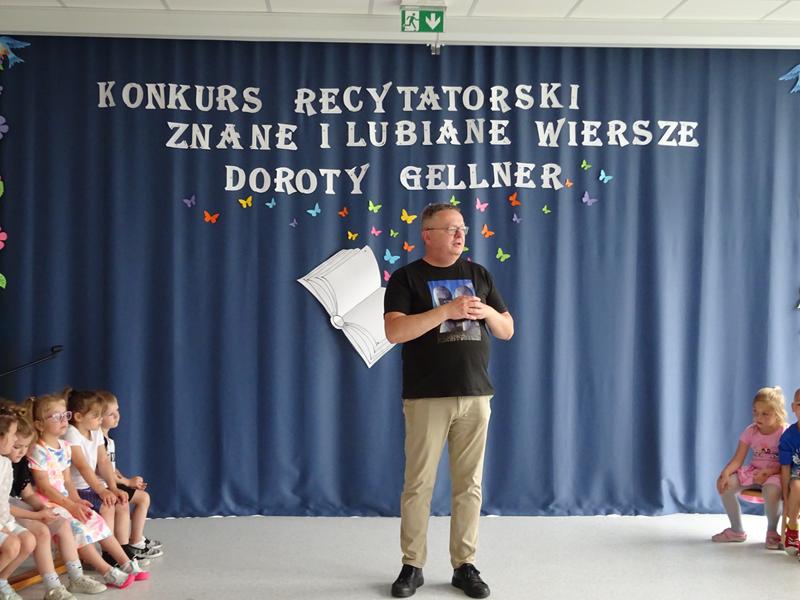 KONKURS RECYTATORSKI
ZNANE I LUBIANE WIERSZE
DOROTY GELLNER